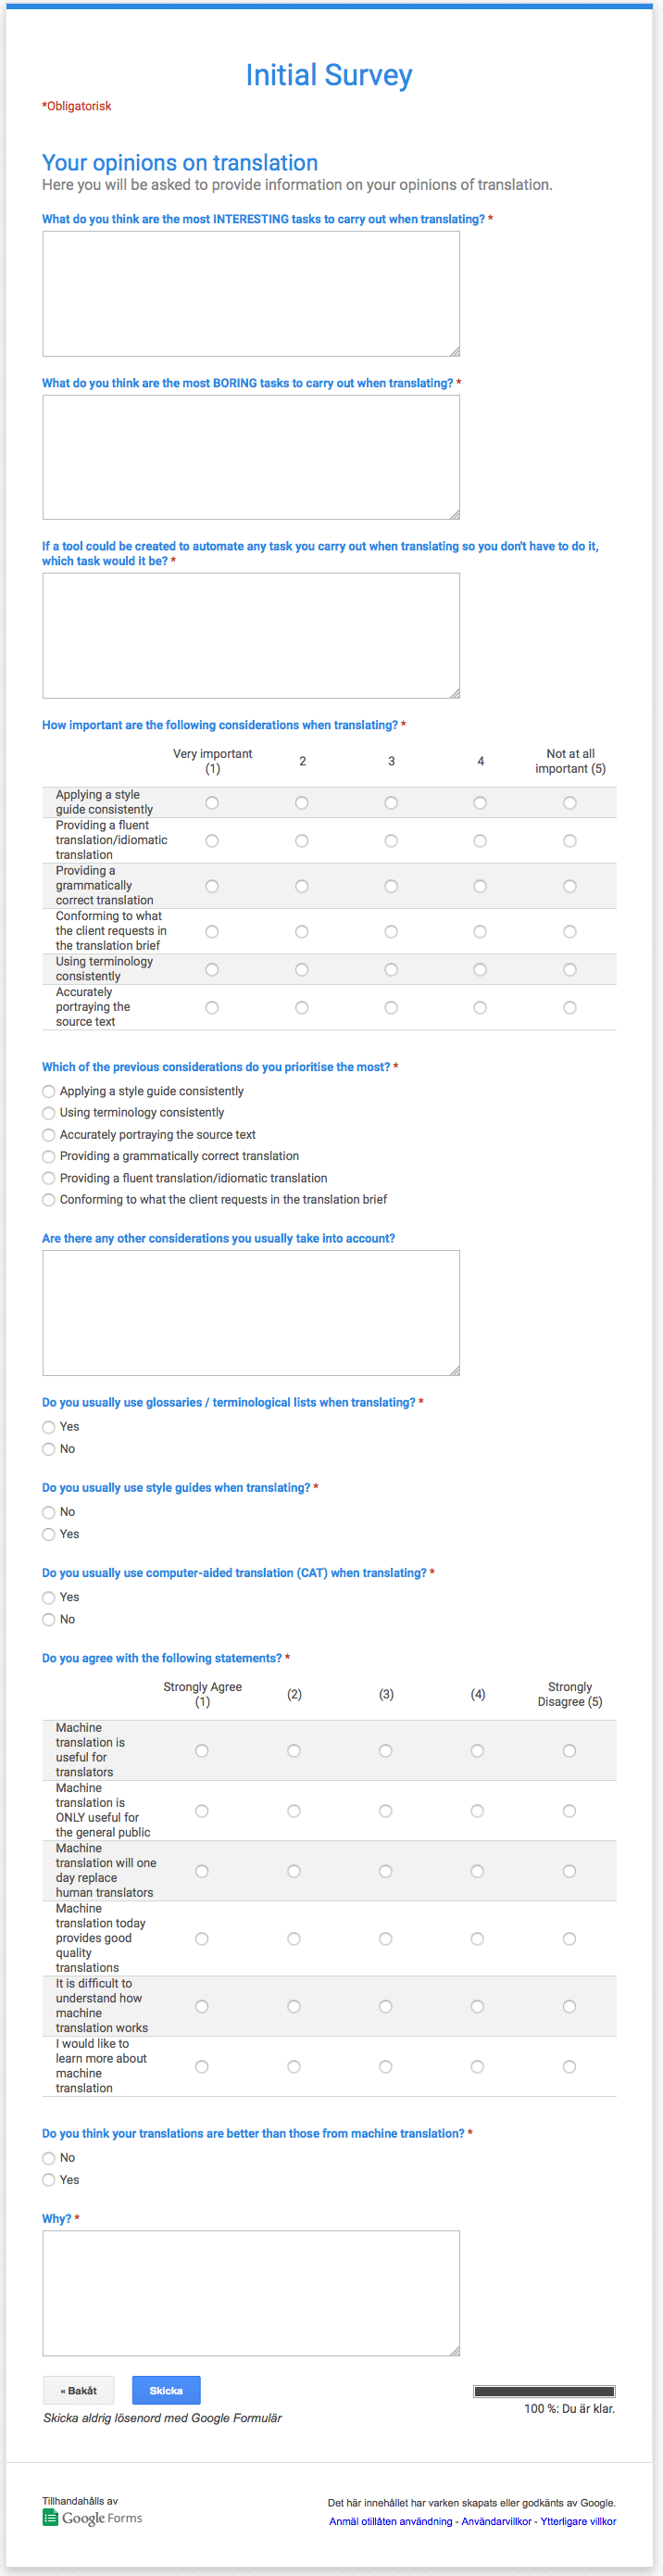 Initial Survey
*Obligatorisk
Your opinions on translation
Here you will be asked to provide information on your opinions of translation.
What do you think are the most INTERESTING tasks to carry out when translating? *
What do you think are the most BORING tasks to carry out when translating? *
If a tool could be created to automate any task you carry out when translating so you don't have to do it,
which task would it be? *
How important are the following considerations when translating? *
Very important (1) 2 3 4 Not at all important (5)
Applying a style
guide consistently
Providing a fluent
translation/idiomatic
translation
Providing a
grammatically
correct translation
Conforming to what
the client requests in
the translation brief
Using terminology
consistently
Accurately
portraying the
source text
Which of the previous considerations do you prioritise the most? *
Applying a style guide consistently
Using terminology consistently
Accurately portraying the source text
Providing a grammatically correct translation
Providing a fluent translation/idiomatic translation
Conforming to what the client requests in the translation brief
Are there any other considerations you usually take into account?
Do you usually use glossaries / terminological lists when translating? *
Yes
No
Do you usually use style guides when translating? *
No
Yes
Do you usually use computer-aided translation (CAT) when translating? *
Yes
No
Do you agree with the following statements? *
Strongly Agree (1) (2) (3) (4) Strongly Disagree (5)
Machine
translation is
useful for
translators
Machine
translation is
ONLY useful for
the general public
Machine
translation will one
day replace
human translators
Machine
translation today
provides good
quality
translations
It is difficult to
understand how
machine
translation works
I would like to
learn more about
machine
translation
Do you think your translations are better than those from machine translation? *
No
Yes
Why? *
« Bakåt Skicka
100 %: Du är klar.
Skicka aldrig lösenord med Google Formulär
Tillhandahålls av
Google Forms
Det här innehållet har varken skapats eller godkänts av Google.
Anmäl otillåten användning - Användarvillkor - Ytterligare villkor